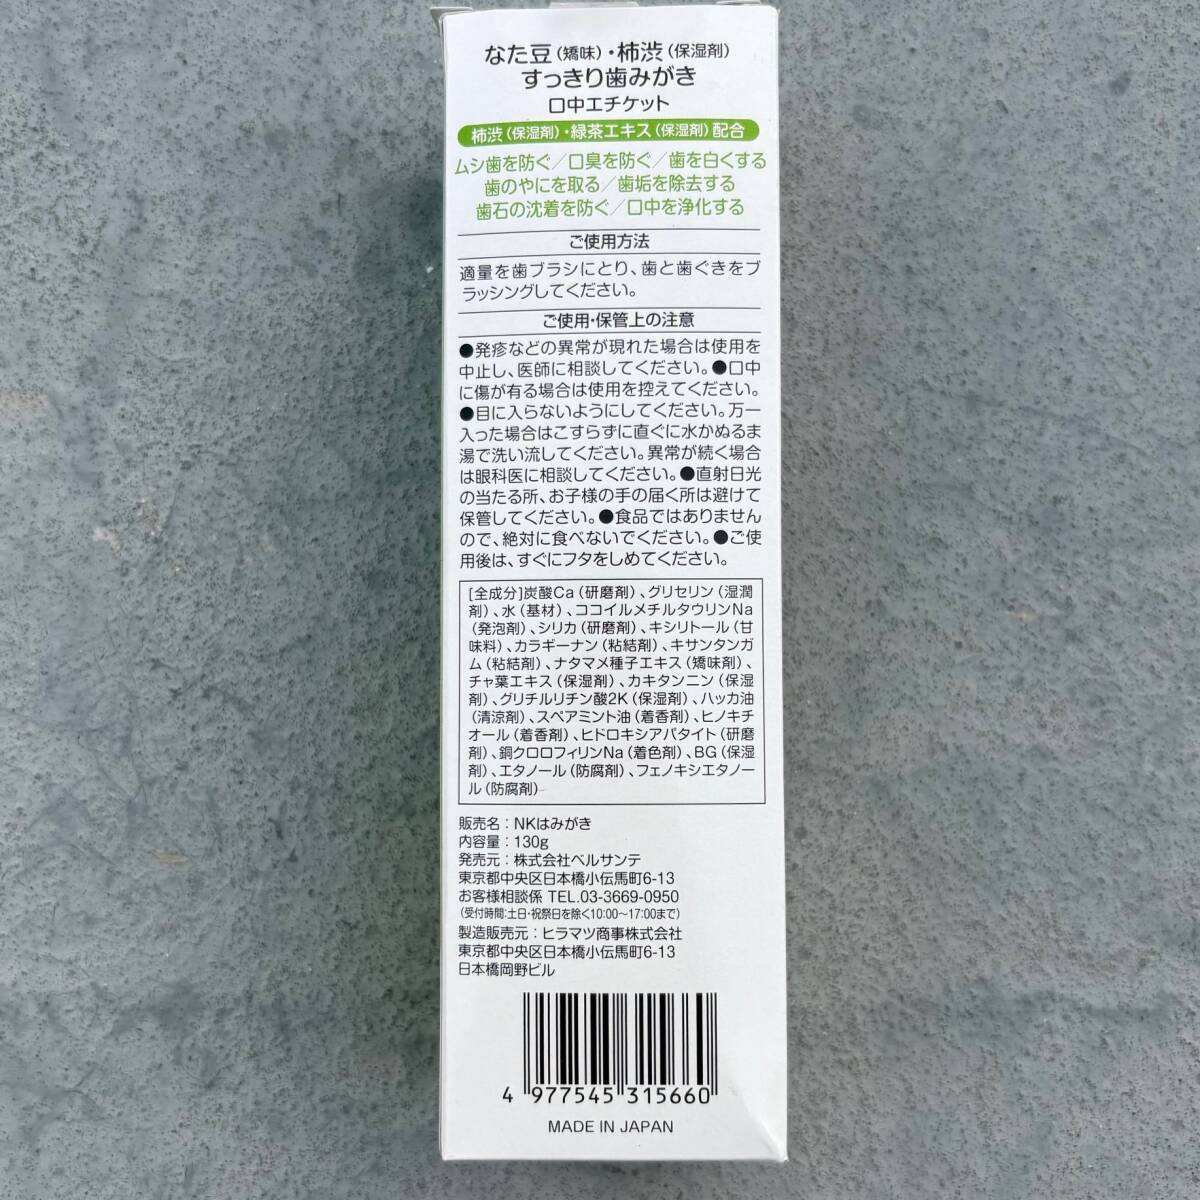 なた豆(矯味)・柿渋(保湿剤)
すっきり歯みがき
口中エチケット
柿渋(保湿剤)・緑茶エキス(保湿剤)配合
ムシ歯を防ぐ/口臭を防ぐ/歯を白くする
歯のやにを取る/歯垢を除去する
歯石の沈着を防ぐ/口中を浄化する
ご使用方法
適量を歯ブラシにとり、歯と歯ぐきをブ
ラッシングしてください。
ご使用・保管上の注意
●発疹などの異常が現れた場合は使用を
中止し、医師に相談してください。●口中
に傷が有る場合は使用を控えてください。
●目に入らないようにしてください。万一
入った場合はこすらずに直ぐに水かぬるま
湯で洗い流してください。異常が続く場合
は眼科医に相談してください。●直射日光
の当たる所、お子様の手の届く所は避けて
保管してください。●食品ではありません
ので、絶対に食べないでください。●ご使
用後は、すぐにフタをしめてください。
[全成分]炭酸Ca(研磨剤)、グリセリン(湿潤
剤)、水(基材)、ココイルメチルタウリンNa
(発泡剤)、シリカ(研磨剤)、キシリトール(甘
味料)、カラギーナン(粘結剤)、キサンタンガ
ム(粘結剤)、ナタマメ種子エキス(矯味剤)、
チャ葉エキス(保湿剤)、カキタンニン(保湿
剤)、グリチルリチン酸2K(保湿剤)、ハッカ油
(清涼剤)、スペアミント油(着香剤)、ヒノキチ
オール(着香剤)、ヒドロキシアパタイト(研磨
剤)、銅クロロフィリンNa(着色剤)、BG(保湿
剤)、エタノール(防腐剤)、フェノキシエタノー
ル(防腐剤)
販売名：NKはみがき
内容量：130g
発売元：株式会社ベルサンテ
東京都中央区日本橋小伝馬町6-13
お客様相談係 TEL.03-3669-0950
(受付時間:土日・祝祭日を除く10:00〜17:00まで)
製造販売元：ヒラマツ商事株式会社
東京都中央区日本橋小伝馬町6-13
日本橋岡野ビル
4 977545 315660
MADE IN JAPAN